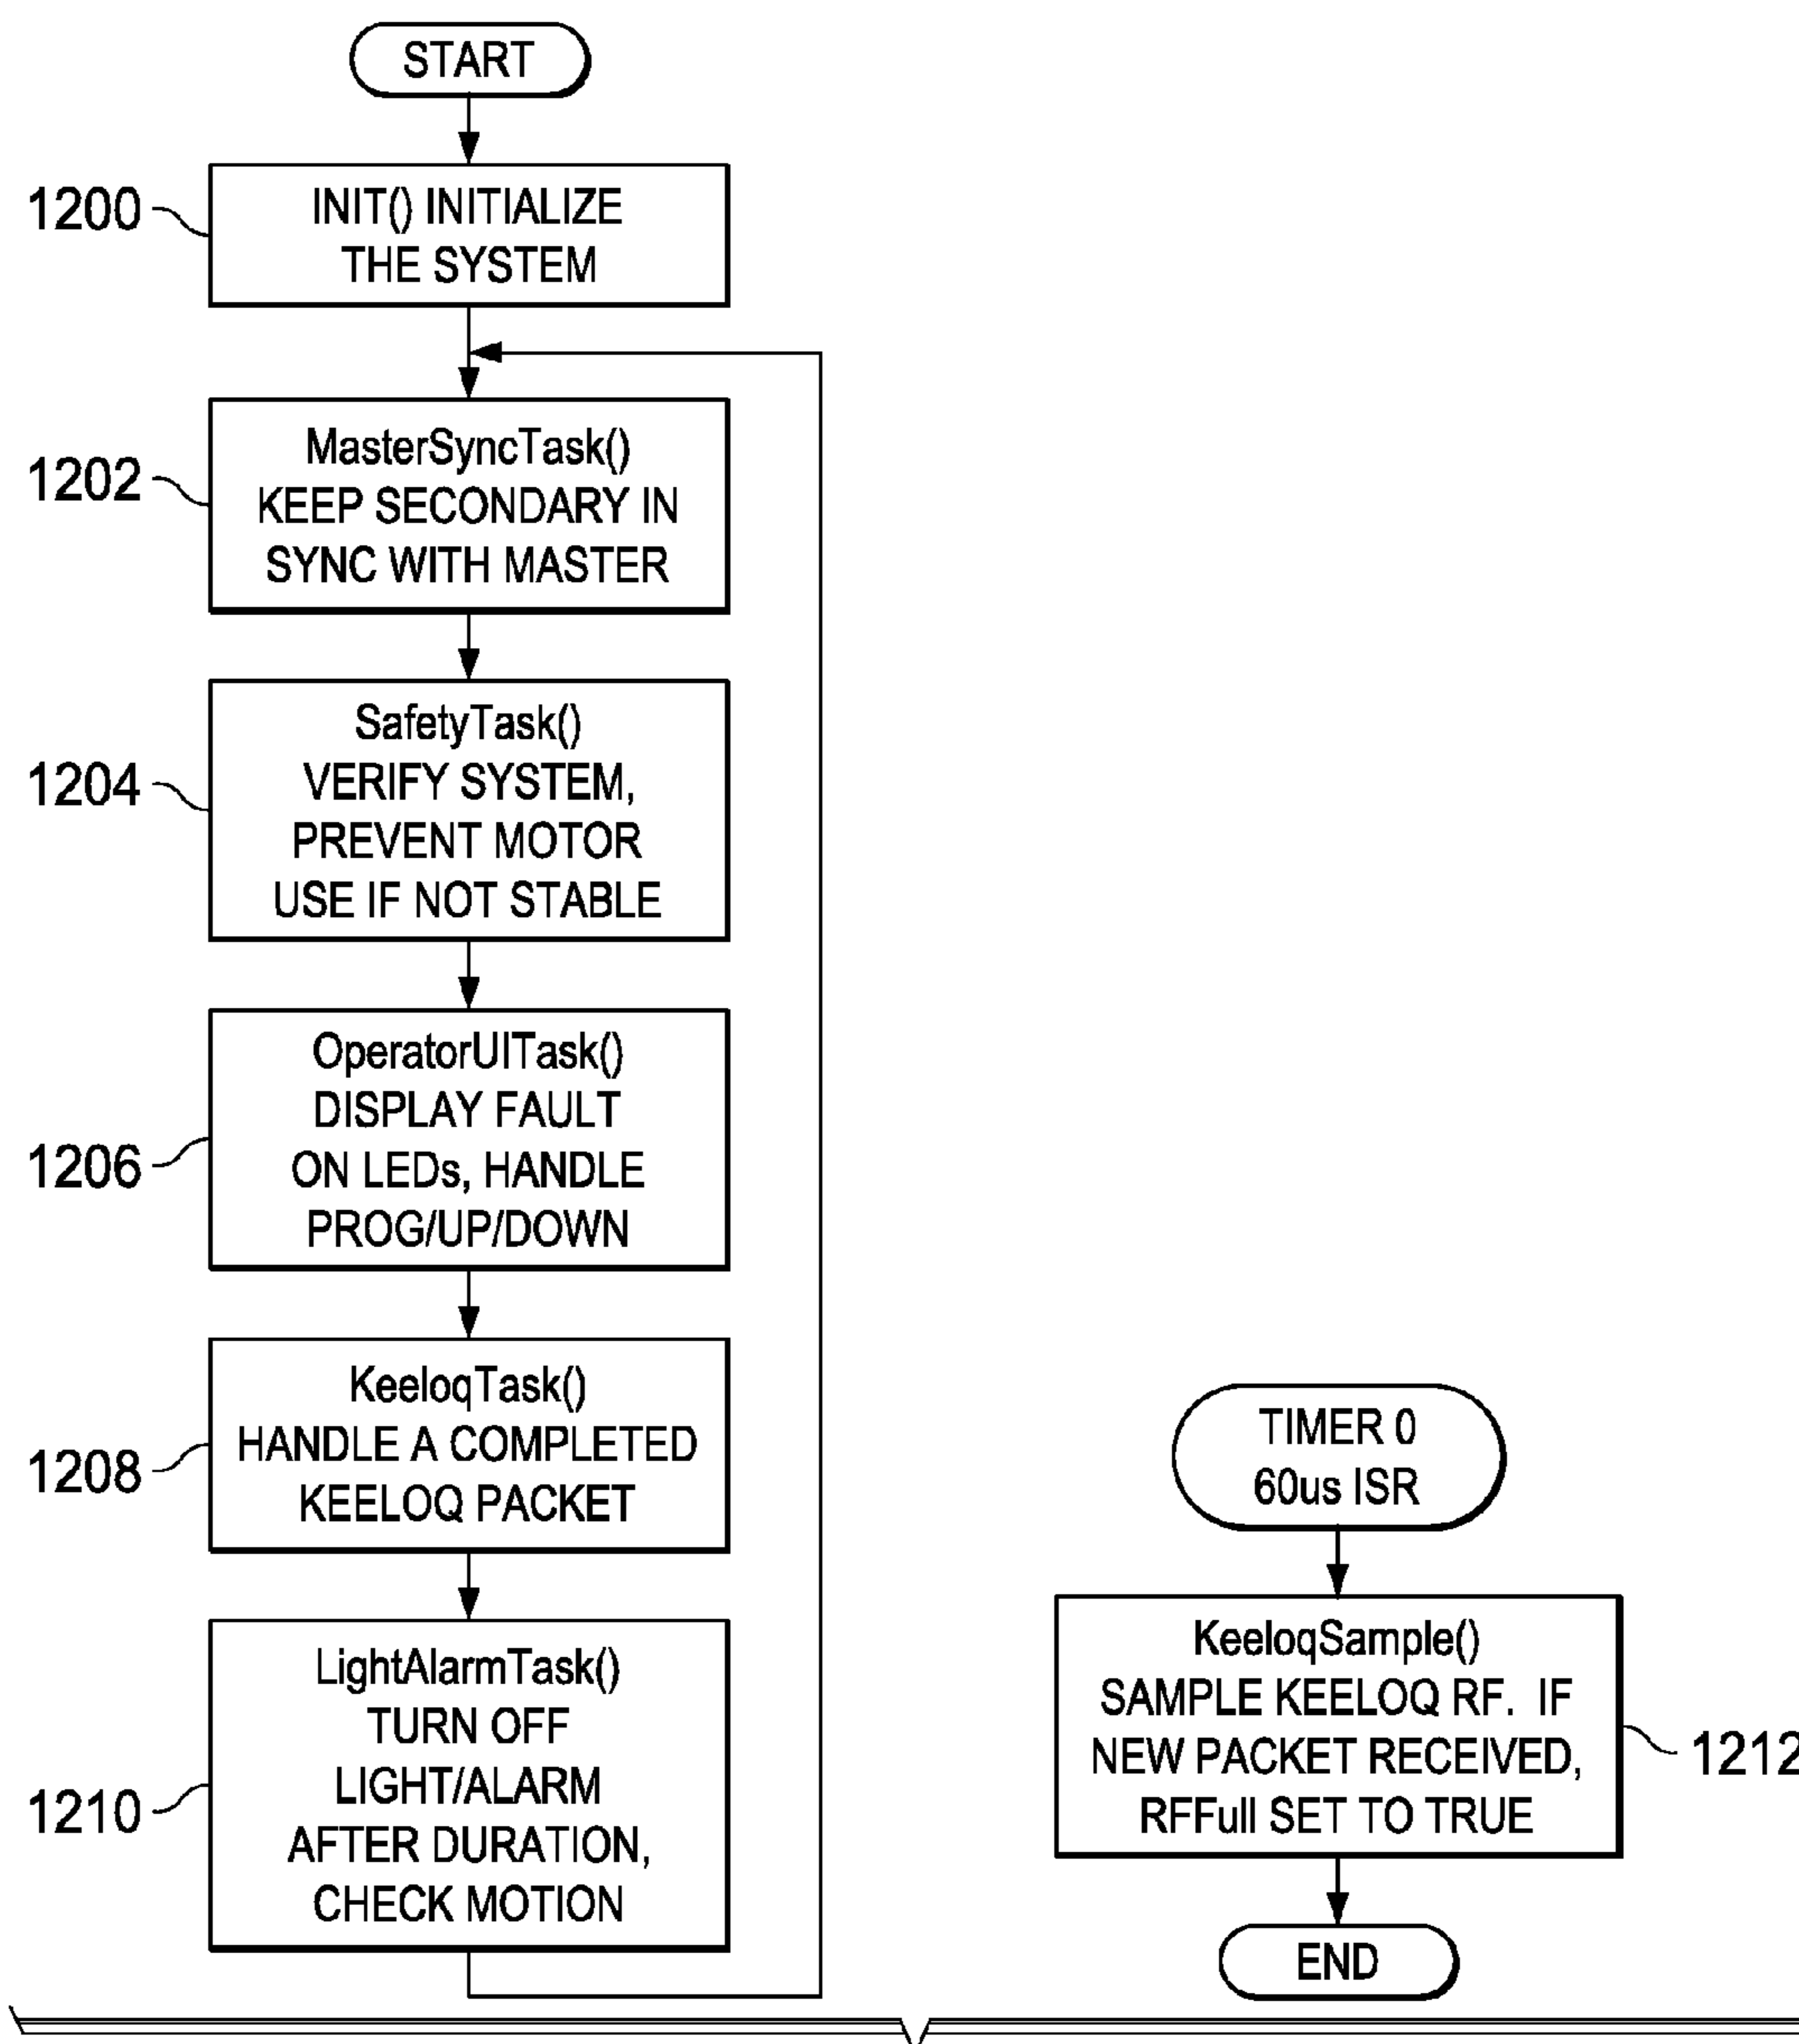 START
1200
INIT() INITIALIZE
THE SYSTEM
1202
MasterSyncTask()
KEEP SECONDARY IN
SYNC WITH MASTER
1204
SafetyTask()
VERIFY SYSTEM,
PREVENT MOTOR
USE IF NOT STABLE
1206
OperatorUITask()
DISPLAY FAULT
ON LEDs, HANDLE
PROG/UP/DOWN
1208
KeeloqTask()
HANDLE A COMPLETED
KEELOQ PACKET
1210
LightAlarmTask()
TURN OFF
LIGHT/ALARM
AFTER DURATION,
CHECK MOTION
TIMER 0
60us ISR
KeeloqSample()
SAMPLE KEELOQ RF. IF
NEW PACKET RECEIVED,
RFFull SET TO TRUE
1212
END